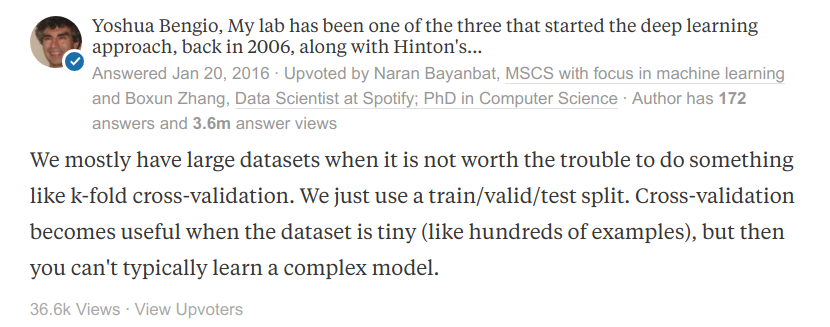 Yoshua Bengio, My lab has been one of the three that started the deep learning
approach, back in 2006, along with Hinton's...
Answered Jan 20, 2016 · Upvoted by Naran Bayanbat, MSCS with focus in machine learning
and Boxun Zhang, Data Scientist at Spotify; PhD in Computer Science · Author has 172
answers and 3.6m answer views
We mostly have large datasets when it is not worth the trouble to do something
like k-fold cross-validation. We just use a train/valid/test split. Cross-validation
becomes useful when the dataset is tiny (like hundreds of examples), but then
you can't typically learn a complex model.
36.6k Views · View Upvoters